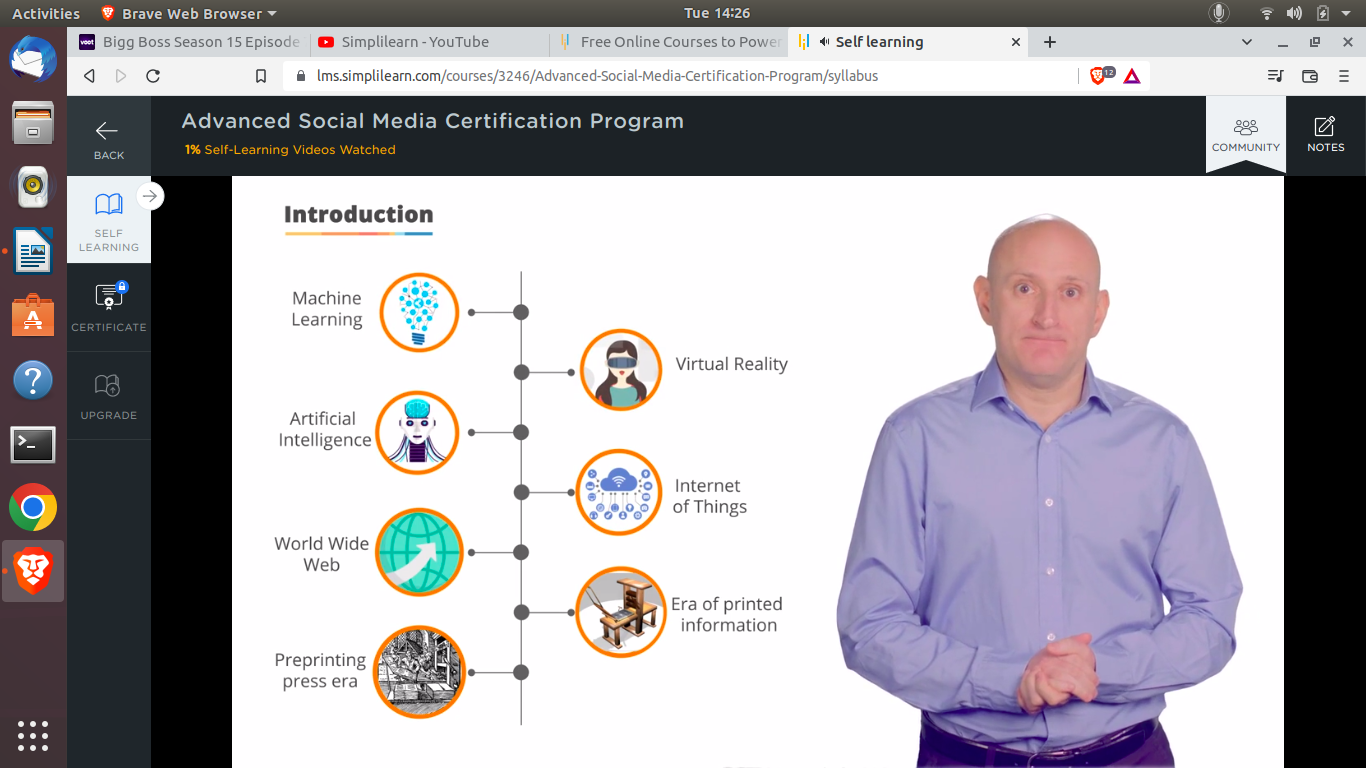 Activities
Brave Web Browser
Tue 14:26
voot
Bigg Boss Season 15 Episode
Simplilearn - YouTube
Free Online Courses to Power
Self learning
lms.simplilearn.com/courses/3246/Advanced-Social-Media-Certification-Program/syllabus
12
BACK
Advanced Social Media Certification Program
1% Self-Learning Videos Watched
COMMUNITY
NOTES
SELF
LEARNING
CERTIFICATE
UPGRADE
Introduction
Machine
Learning
Virtual Reality
Artificial
Intelligence
Internet
of Things
World Wide
Web
Era of printed
information
Preprinting
press era